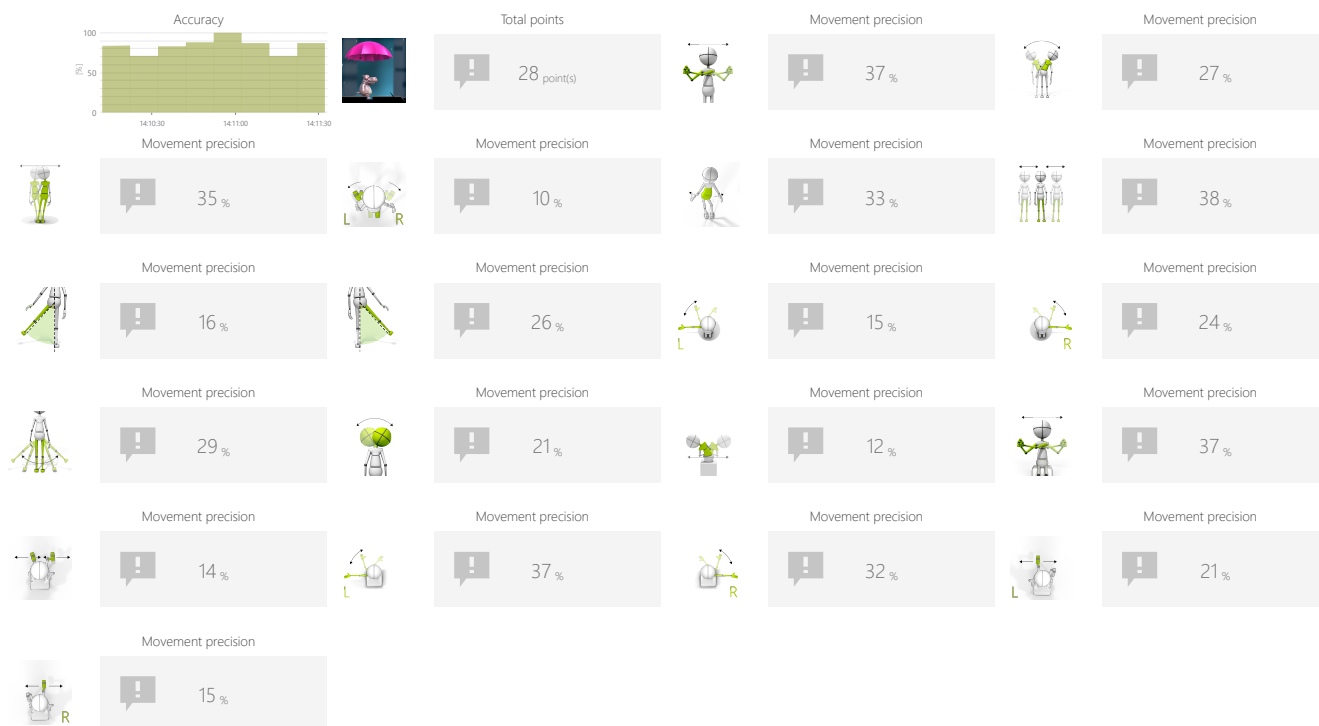 Accuracy
100
50
0
[%]
14:10:30
14:11:00
14:11:30
Total points
28 point(s)
Movement precision
37 %
Movement precision
27 %
Movement precision
35 %
Movement precision
L R
10 %
Movement precision
33 %
Movement precision
38 %
Movement precision
16 %
Movement precision
26 %
Movement precision
L
15 %
Movement precision
R
24 %
Movement precision
29 %
Movement precision
21 %
Movement precision
12 %
Movement precision
37 %
Movement precision
14 %
Movement precision
L
37 %
Movement precision
R
32 %
Movement precision
L
21 %
Movement precision
R
15 %